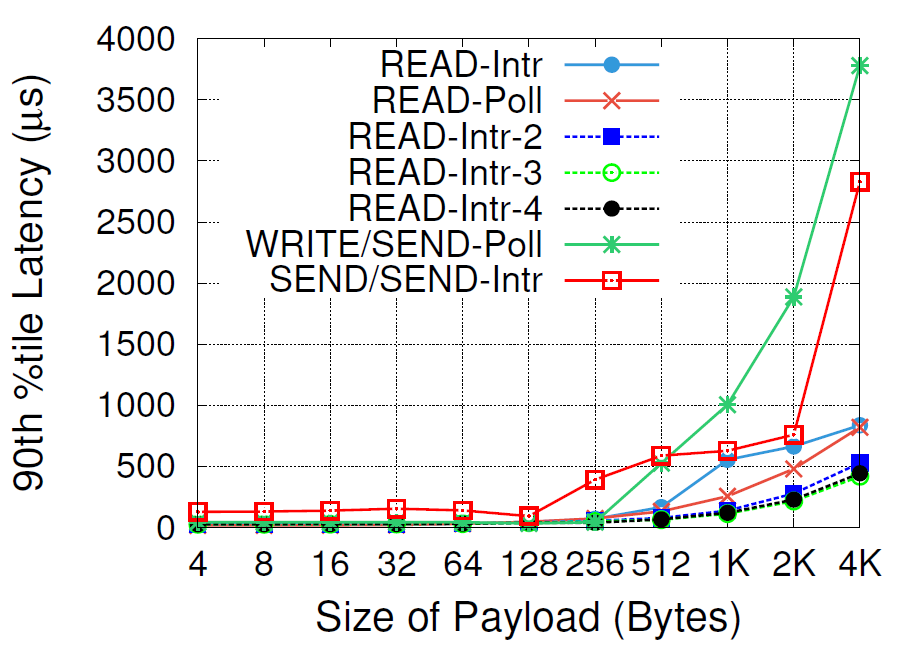 4000
3500
3000
2500
2000
1500
1000
500
0
90th %tile Latency (μs)
READ-Intr
READ-Poll
READ-Intr-2
READ-Intr-3
READ-Intr-4
WRITE/SEND-Poll
SEND/SEND-Intr
4 8 16 32 64 128 256 512 1K 2K 4K
Size of Payload (Bytes)